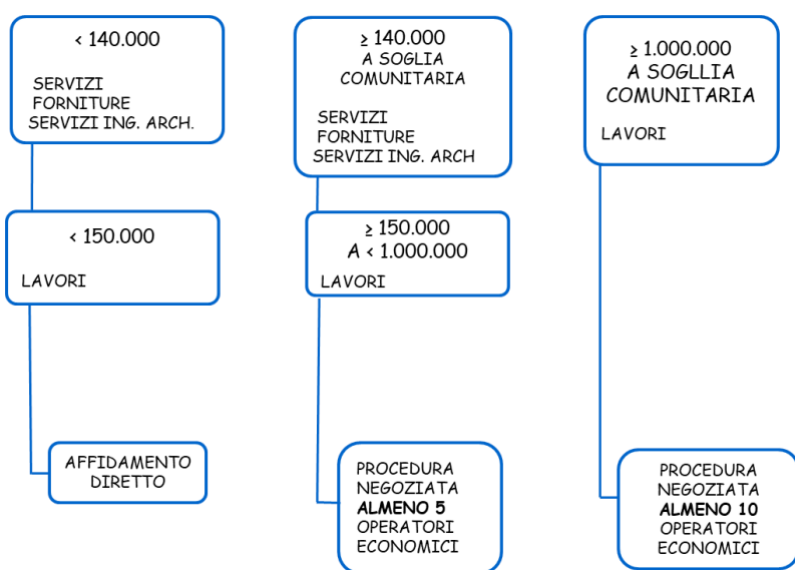 < 140.000
SERVIZI
FORNITURE
SERVIZI ING. ARCH.
< 150.000
LAVORI
AFFIDAMENTO
DIRETTO
≥ 140.000
A SOGLIA
COMUNITARIA
SERVIZI
FORNITURE
SERVIZI ING. ARCH
≥ 150.000
A < 1.000.000
LAVORI
PROCEDURA
NEGOZIATA
ALMENO 5
OPERATORI
ECONOMICI
≥ 1.000.000
A SOGLLIA
COMUNITARIA
LAVORI
PROCEDURA
NEGOZIATA
ALMENO 10
OPERATORI
ECONOMICI